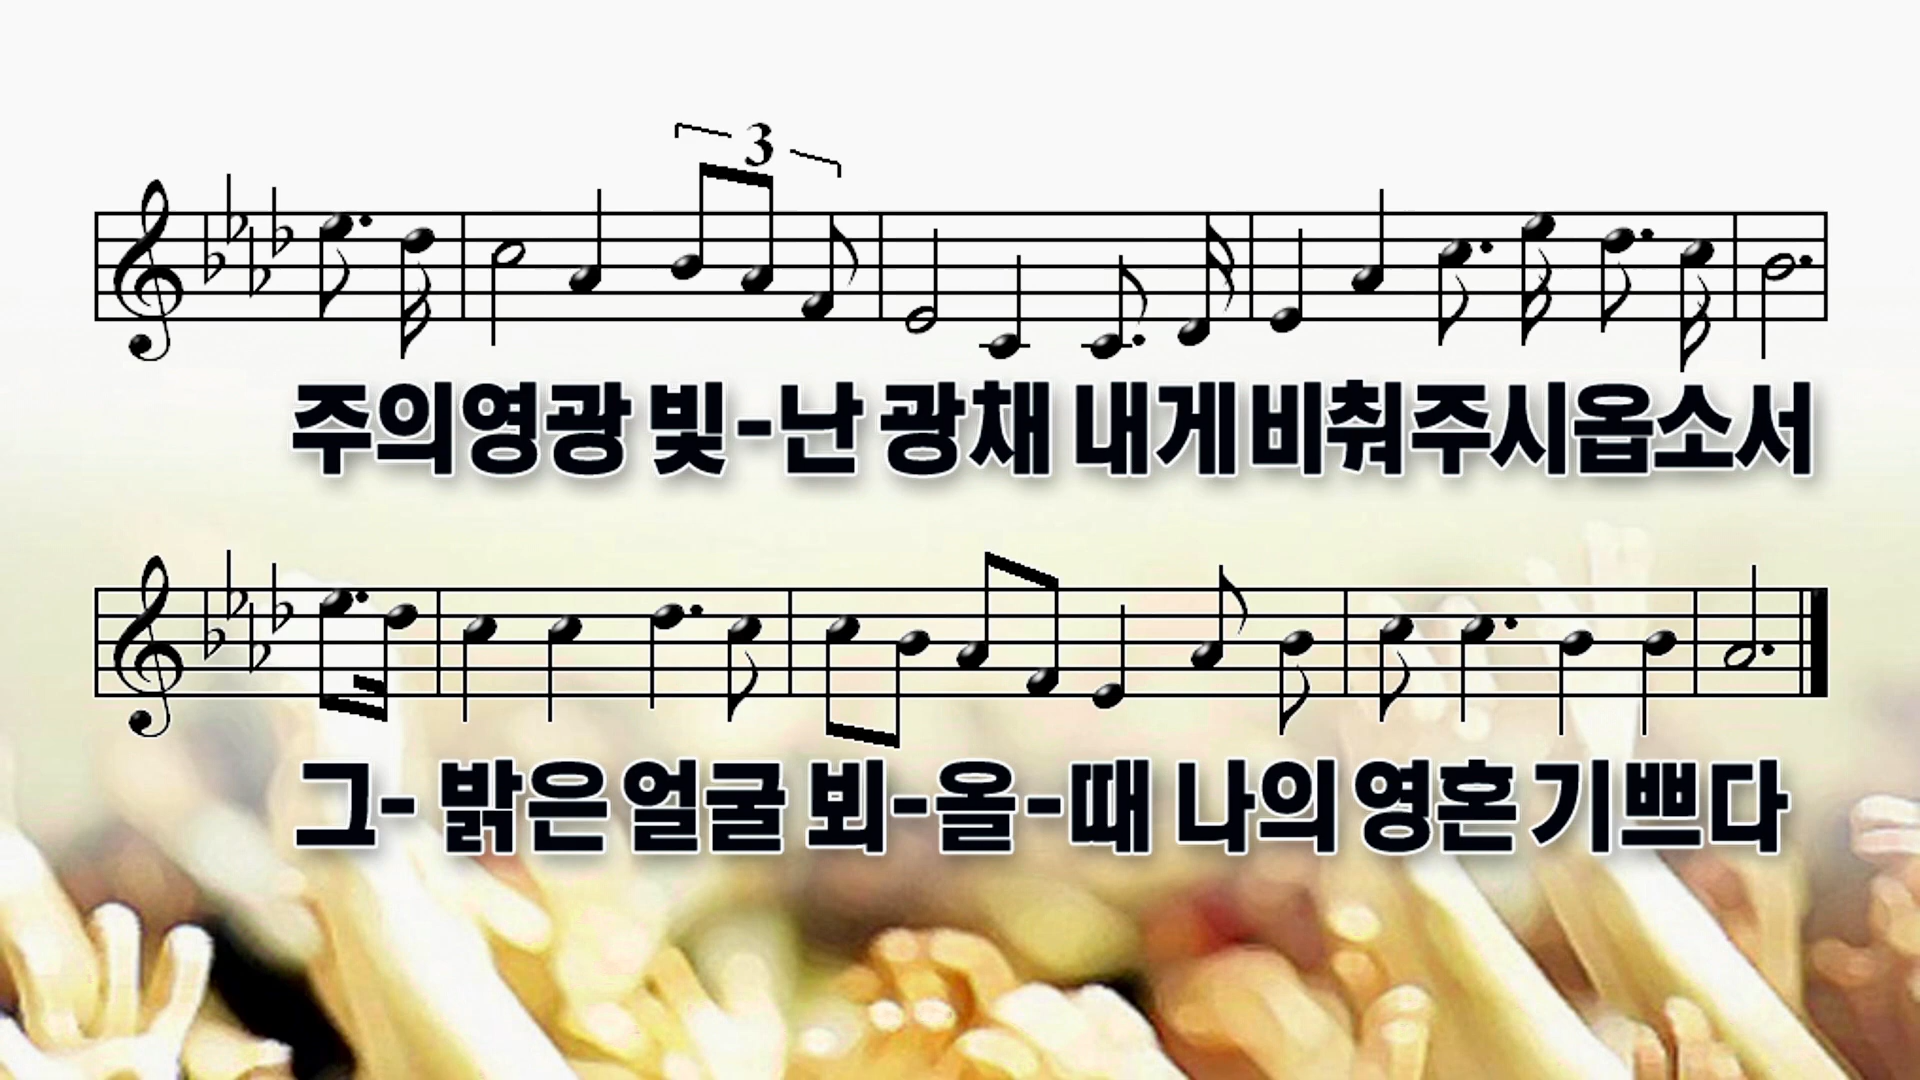 3
주의영광 빛-난 광채 내게 비춰주시옵소서
그- 밝은 얼굴 뵈-올-때 나의 영혼 기쁘다